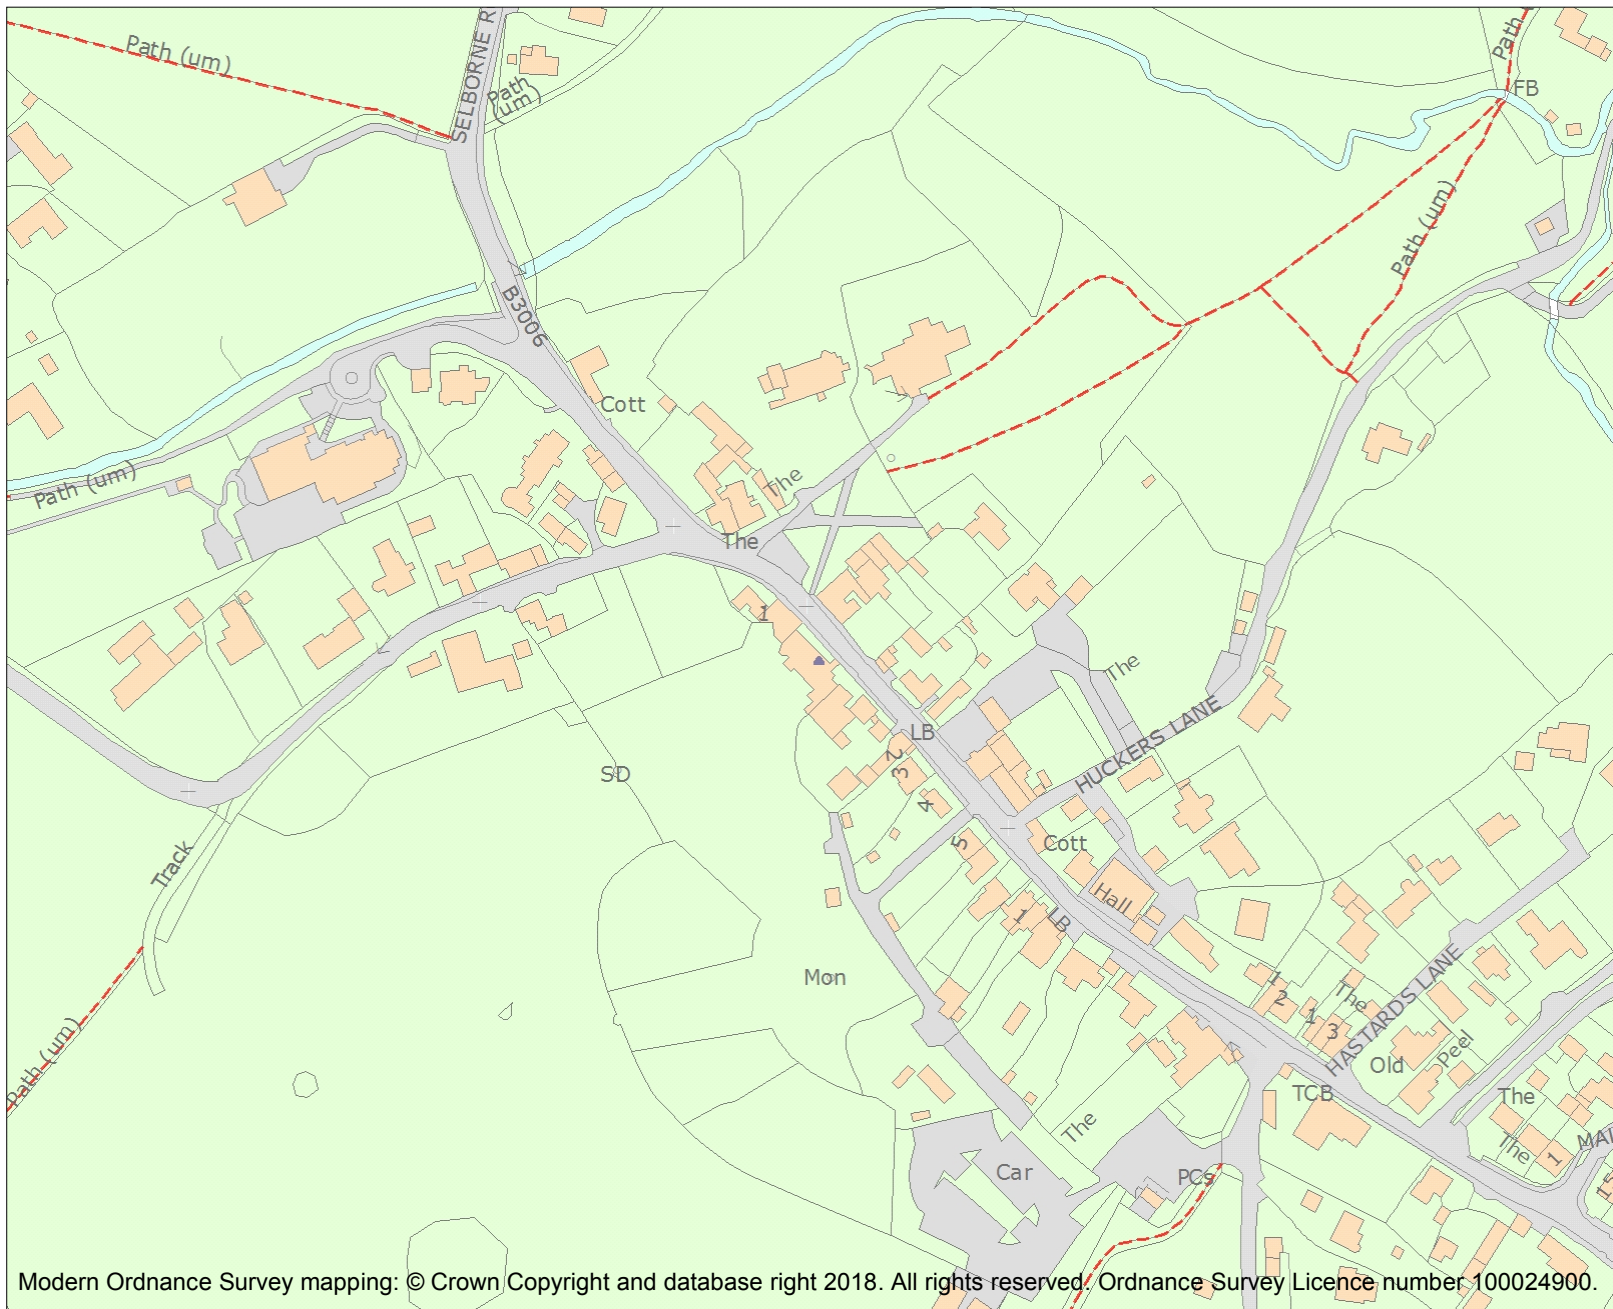 Path (um)
SELBORNE R
Path
(um)
Path
FB
Path (um)
B3006
Cott
Path (um)
The
The
1
The
HUCKERS LANE
LB
2
3
4
SD
5
Cott
Track
Hall
1
LB
Mon
1
2
The
1
3
HASTARDS LANE
Path (um)
Old
Peel
TCB
The
The
The
MAI
1
15
Car
PCs
Modern Ordnance Survey mapping: © Crown Copyright and database right 2018. All rights reserved. Ordnance Survey Licence number 100024900.